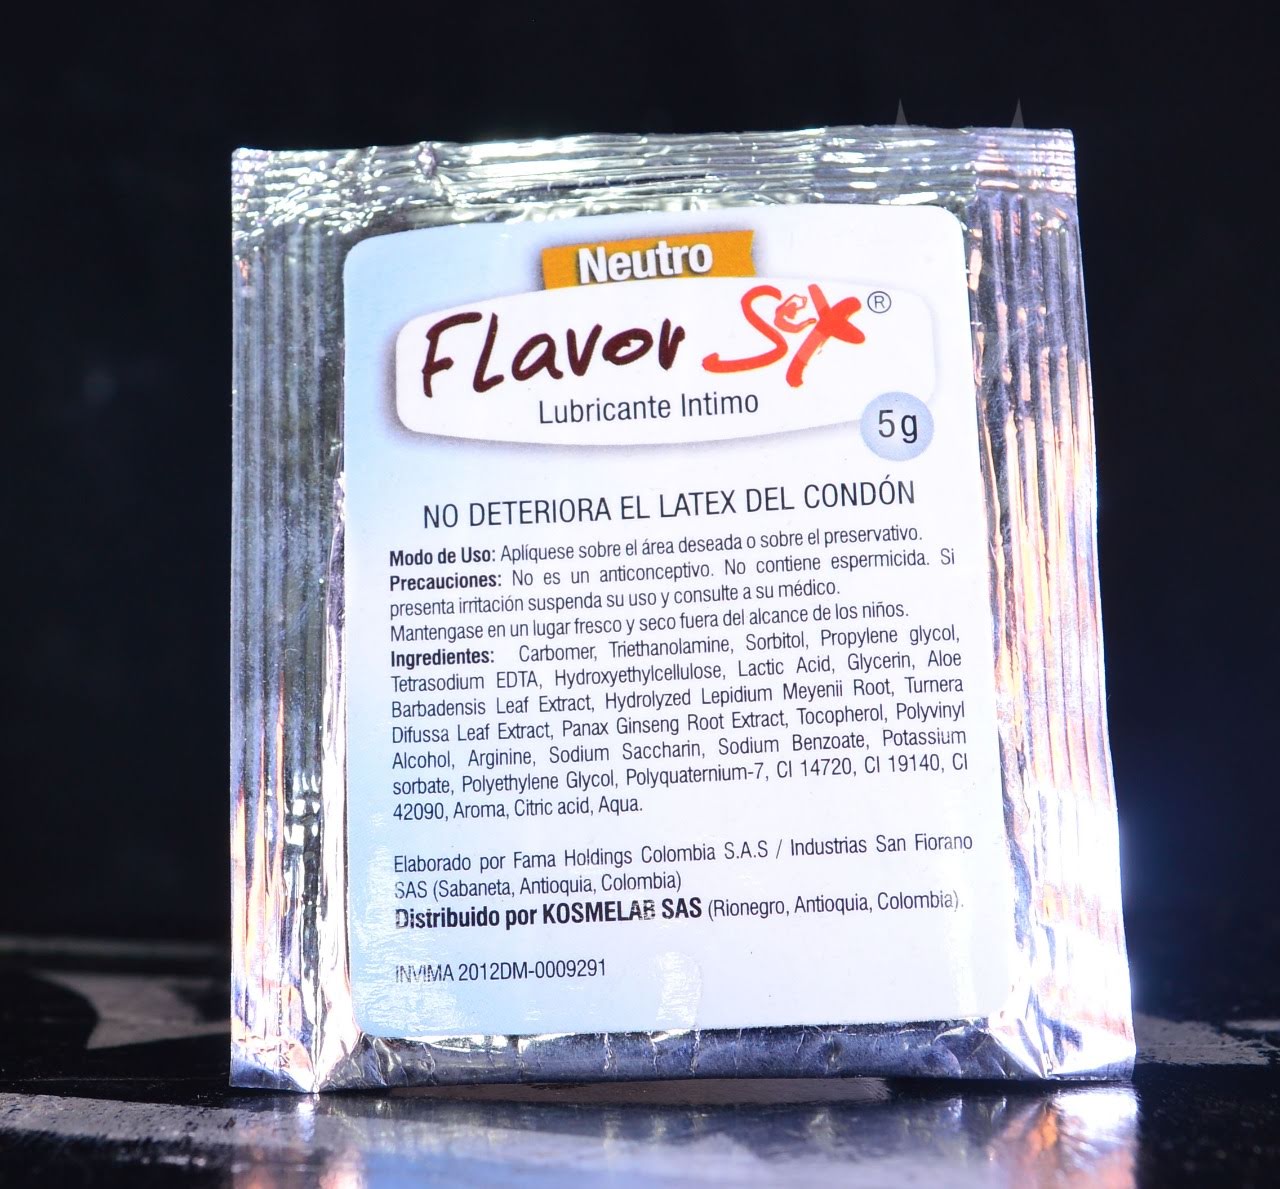 Neutro
FLavor Sex®
Lubricante Intimo
5g
NO DETERIORA EL LATEX DEL CONDÓN
Modo de Uso: Aplíquese sobre el área deseada o sobre el preservativo.
Precauciones: No es un anticonceptivo. No contiene espermicida. Si
presenta irritación suspenda su uso y consulte a su médico.
Mantengase en un lugar fresco y seco fuera del alcance de los niños.
Ingredientes: Carbomer, Triethanolamine, Sorbitol, Propylene glycol,
Tetrasodium EDTA, Hydroxyethylcellulose, Lactic Acid, Glycerin, Aloe
Barbadensis Leaf Extract, Hydrolyzed Lepidium Meyenii Root, Turnera
Difussa Leaf Extract, Panax Ginseng Root Extract, Tocopherol, Polyvinyl
Alcohol, Arginine, Sodium Saccharin, Sodium Benzoate, Potassium
sorbate, Polyethylene Glycol, Polyquaternium-7, CI 14720, CI 19140, CI
42090, Aroma, Citric acid, Aqua.
Elaborado por Fama Holdings Colombia S.A.S / Industrias San Fiorano
SAS (Sabaneta, Antioquia, Colombia)
Distribuido por KOSMELAB SAS (Rionegro, Antioquia, Colombia).
INVIMA 2012DM-0009291